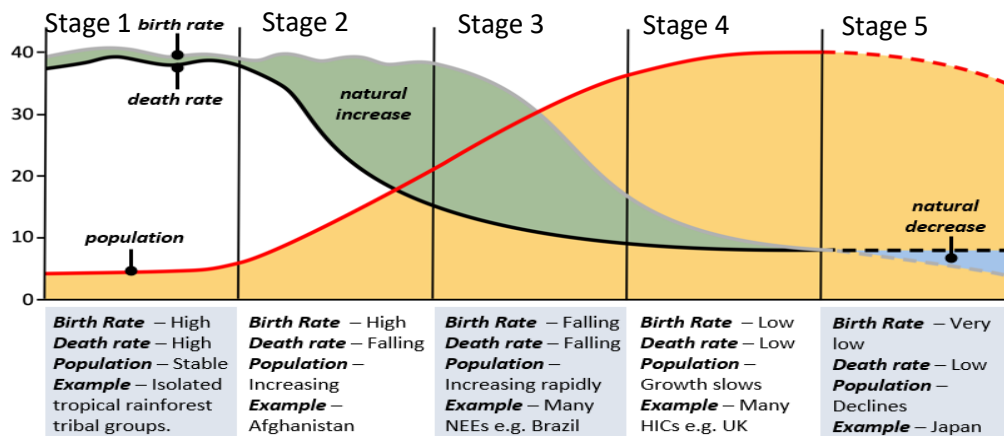 Stage 1
Stage 2
Stage 3
Stage 4
Stage 5
birth rate
death rate
natural
increase
population
natural
decrease
40
30
20
10
0
Birth Rate – High
Death rate – High
Population – Stable
Example – Isolated
tropical rainforest
tribal groups.
Birth Rate – High
Death rate – Falling
Population –
Increasing
Example –
Afghanistan
Birth Rate – Falling
Death rate – Falling
Population –
Increasing rapidly
Example – Many
NEEs e.g. Brazil
Birth Rate – Low
Death rate – Low
Population –
Growth slows
Example – Many
HICs e.g. UK
Birth Rate – Very
low
Death rate – Low
Population –
Declines
Example – Japan